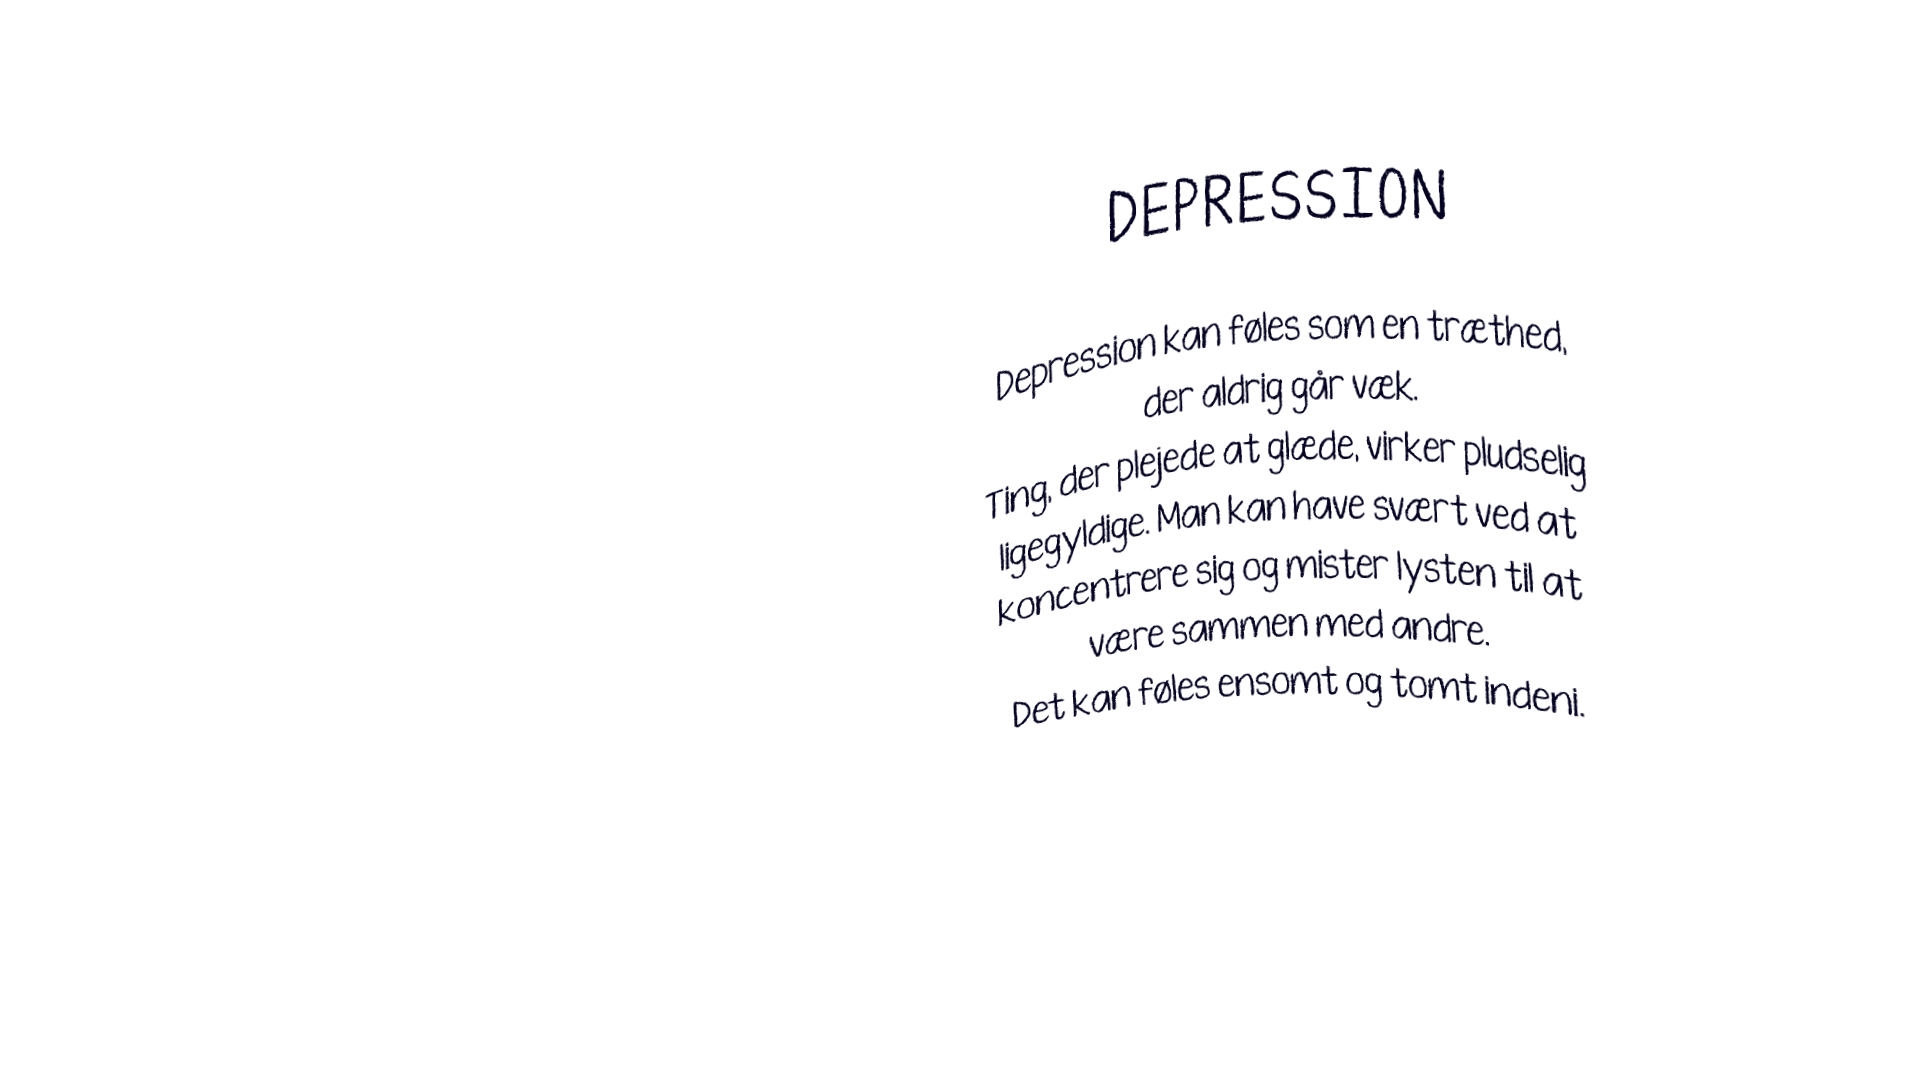 DEPRESSION
Depression kan føles som en træthed,
der aldrig går væk.
Ting, der plejede at glæde, virker pludselig
ligegyldige. Man kan have svært ved at
koncentrere sig og mister lysten til at
være sammen med andre.
Det kan føles ensomt og tomt indeni.